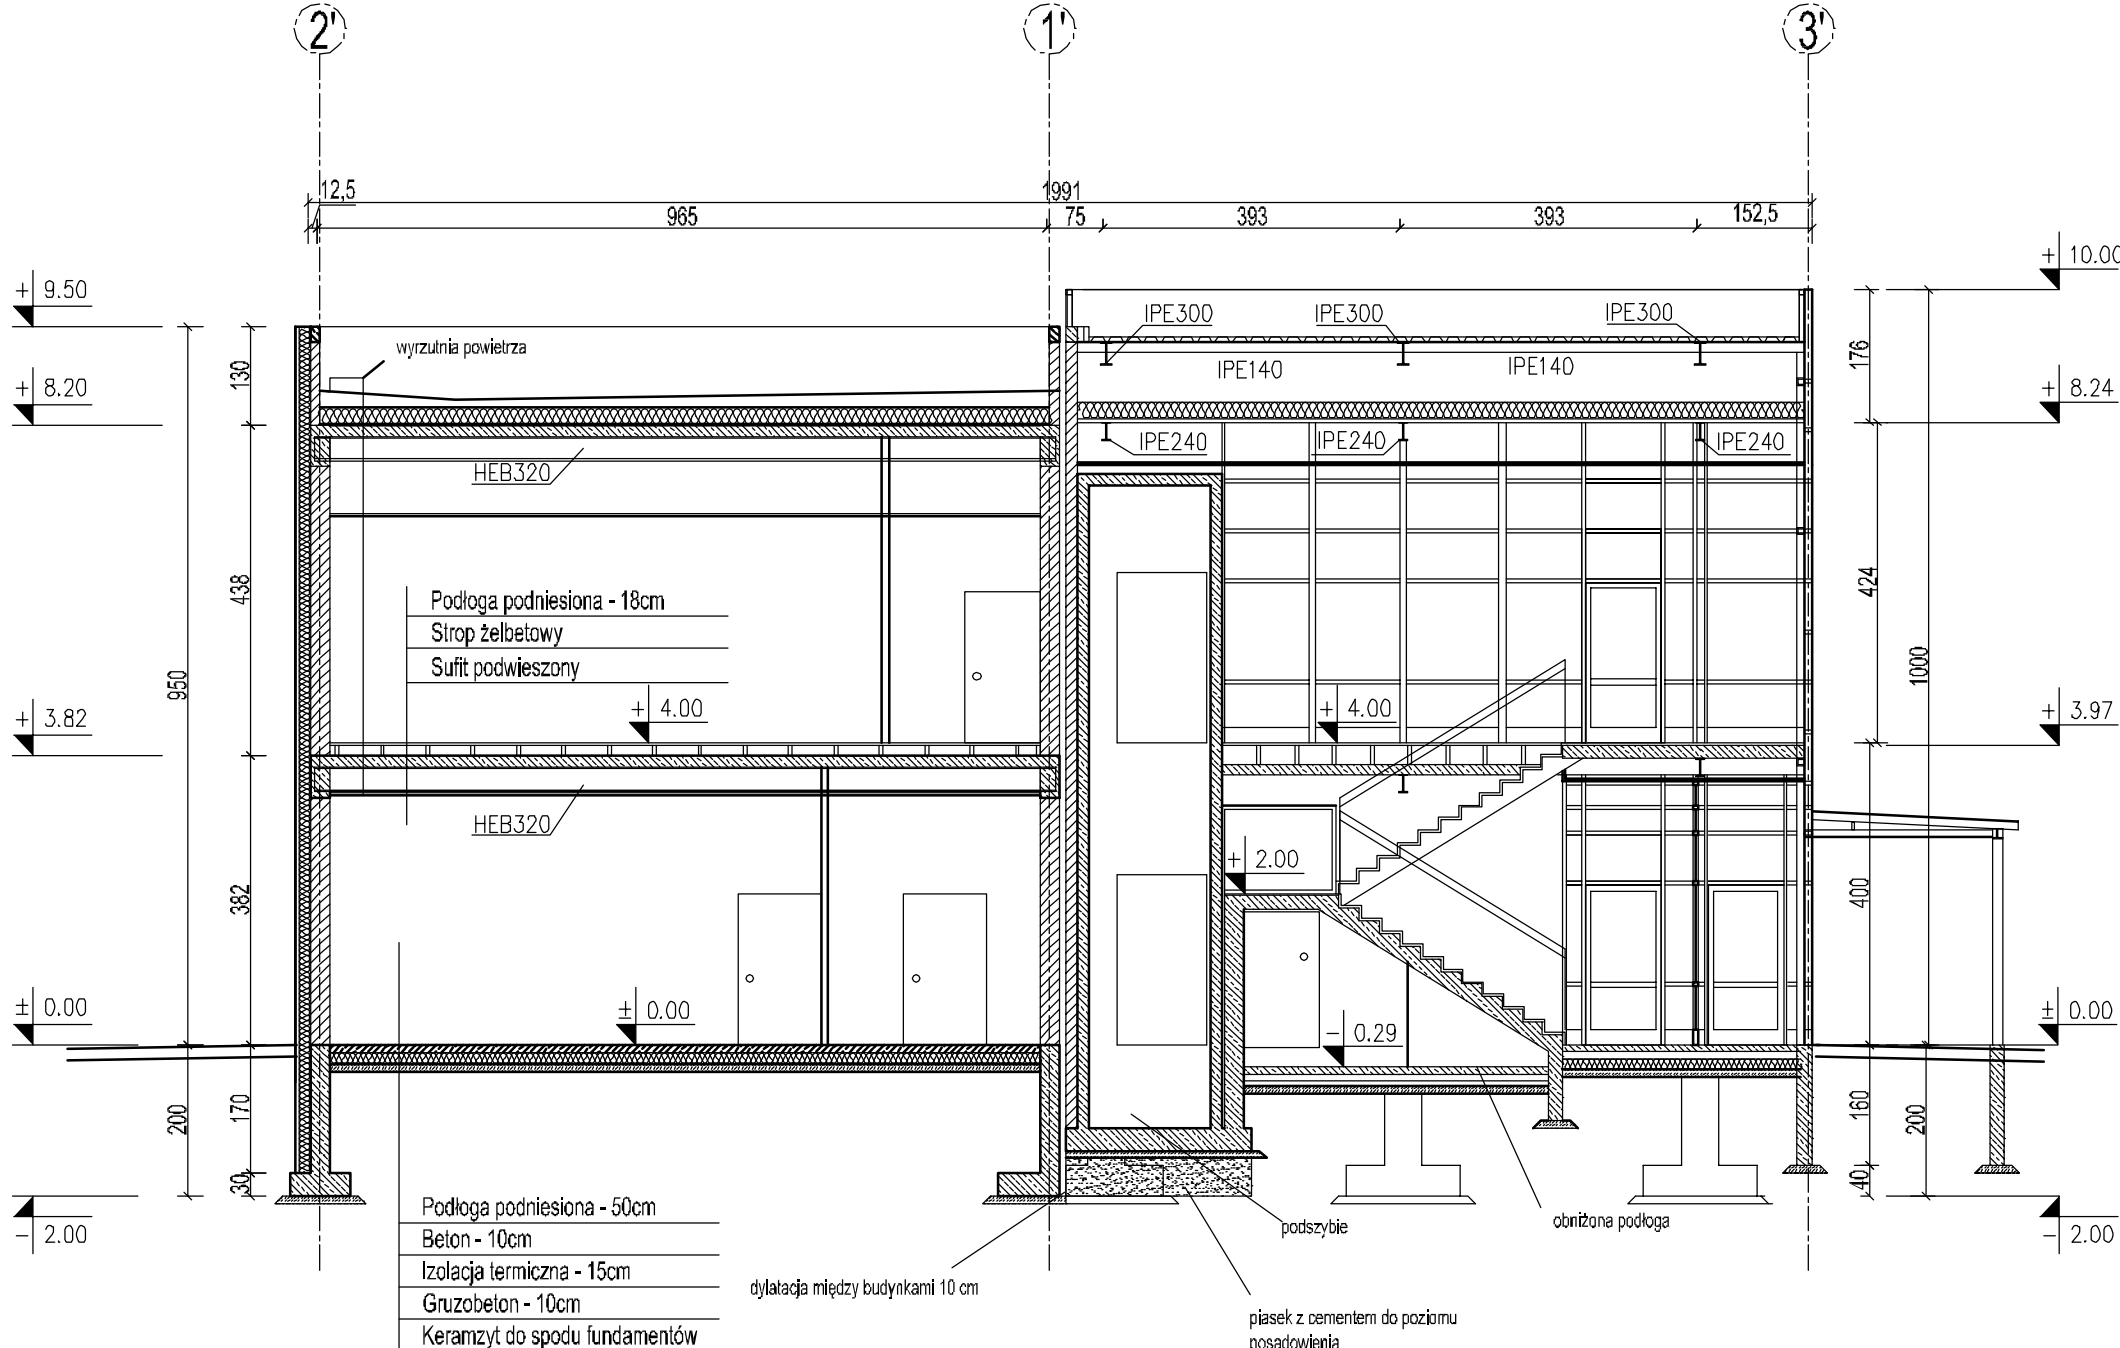 2' 1' 3'
12,5 1991
965 75 393 393 152,5
+ 9.50
+ 10.00
IPE300 IPE300 IPE300
wyrzutnia powietrza
130
176
IPE140 IPE140
+ 8.20
+ 8.24
IPE240 IPE240 IPE240
HEB320
438
424
Podłoga podniesiona - 18cm
Strop żelbetowy
Sufit podwieszony
950
1000
+ 3.82
+ 4.00
+ 4.00
+ 3.97
HEB320
+ 2.00
382
400
± 0.00
± 0.00
- 0.29
± 0.00
200
170
160
200
30
40
Podłoga podniesiona - 50cm
Beton - 10cm
Izolacja termiczna - 15cm
Gruzobeton - 10cm
Keramzyt do spodu fundamentów
- 2.00
podszybie
obniżona podłoga
- 2.00
dylatacja między budynkami 10 cm
piasek z cementem do poziomu
posadowienia